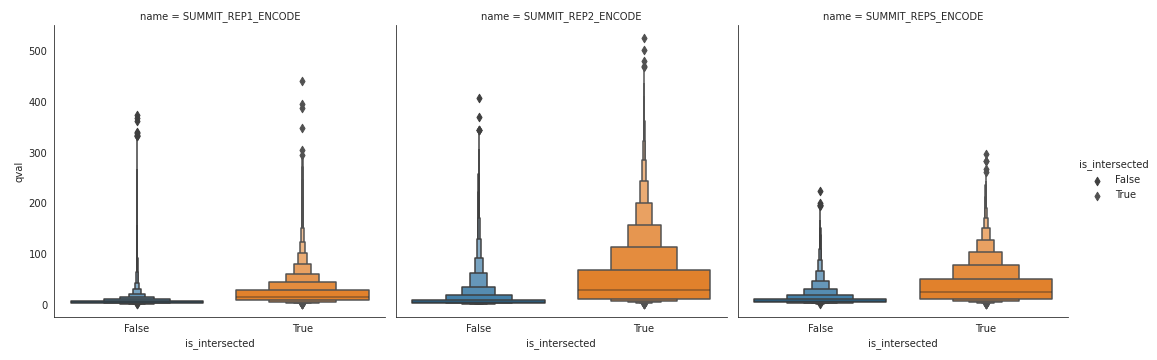 name = SUMMIT_REP1_ENCODE
name = SUMMIT_REP2_ENCODE
name = SUMMIT_REPS_ENCODE
500
400
300
200
100
0
qval
is_intersected
False
True
False
True
False
True
False
True
is_intersected
is_intersected
is_intersected